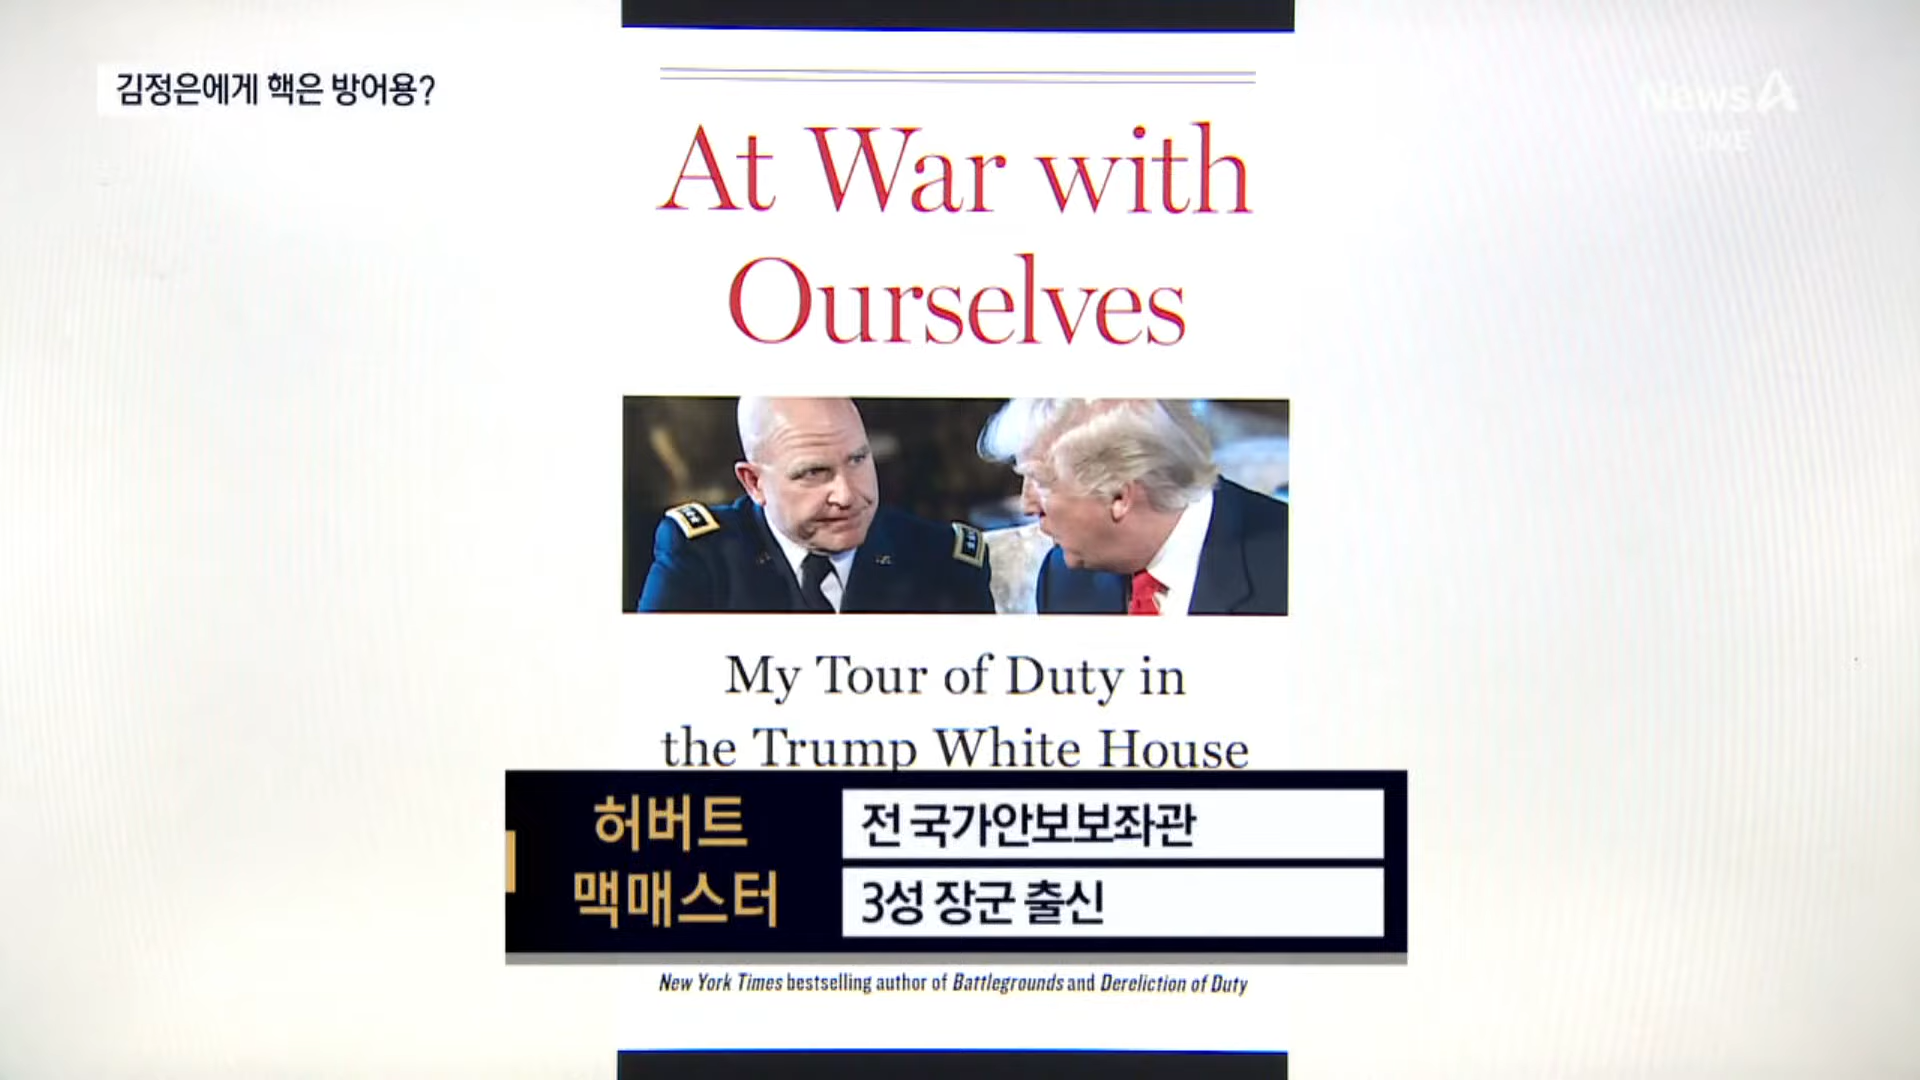 김정은에게 핵은 방어용?
News A
LIVE
At War with
Ourselves
My Tour of Duty in
the Trump White House
허버트
맥매스터
전 국가안보보좌관
3성 장군 출신
New York Times bestselling author of Battlegrounds and Dereliction of Duty